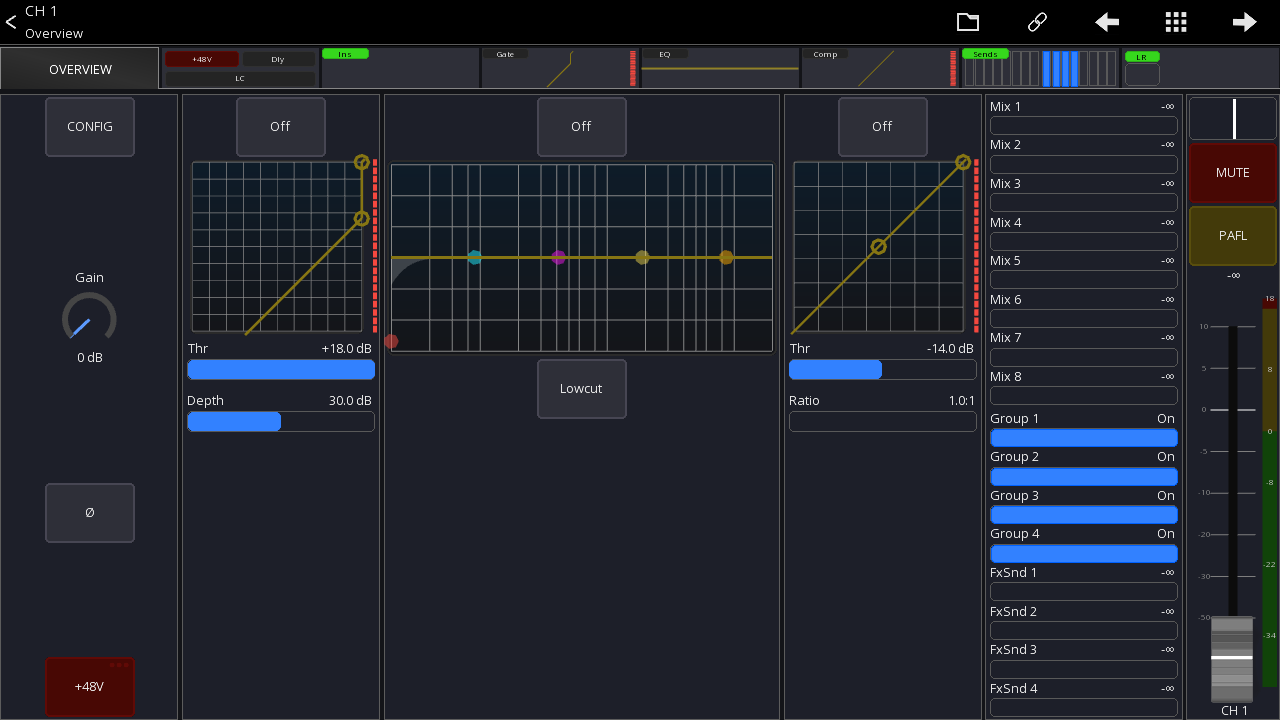 CH 1
Overview
OVERVIEW
+48V
Dly
LC
Ins
Gate
EQ
Comp
Sends
LR
CONFIG
Gain
0 dB
Ø
+48V
Off
Thr +18.0 dB
Depth 30.0 dB
Off
Lowcut
Off
Thr -14.0 dB
Ratio 1.0:1
Mix 1 -∞
Mix 2 -∞
Mix 3 -∞
Mix 4 -∞
Mix 5 -∞
Mix 6 -∞
Mix 7 -∞
Mix 8 -∞
Group 1 On
Group 2 On
Group 3 On
Group 4 On
FxSnd 1 -∞
FxSnd 2 -∞
FxSnd 3 -∞
FxSnd 4 -∞
MUTE
PAFL
-∞
10
5
0
-5
-10
-20
-30
-50
18
8
0
-8
-22
-34
CH 1